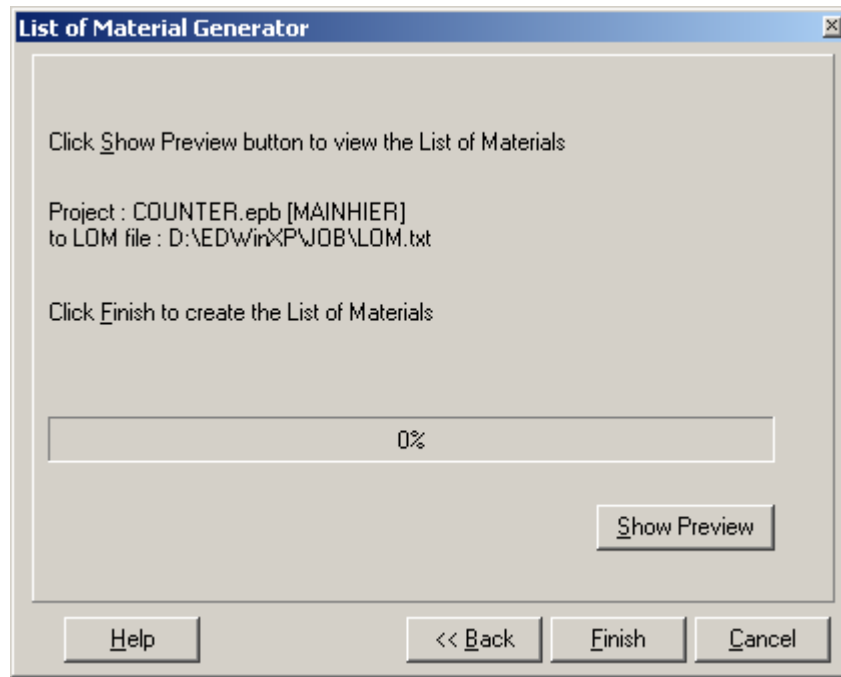 List of Material Generator
Click Show Preview button to view the List of Materials
Project : COUNTER.epb [MAINHIER]
to LOM file : D:\EDWinXP\JOB\LOM.txt
Click Finish to create the List of Materials
0%
Show Preview
Help
<< Back
Finish
Cancel